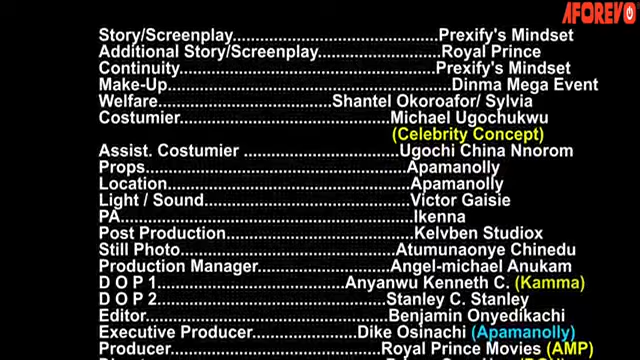 AFOREVO
Story/Screenplay..................................Prexify's Mindset
Additional Story/Screenplay....................Royal Prince
Continuity..........................................Prexify's Mindset
Make-Up..............................................Dinma Mega Event
Welfare............................Shantel Okoroafor/ Sylvia
Costumier..................................Michael Ugochukwu
(Celebrity Concept)
Assist. Costumier .........................Ugochi China Nnorom
Props...........................................Apamanolly
Location.......................................Apamanolly
Light / Sound..................................Victor Gaisie
PA................................................Ikenna
Post Production..............................Kelvben Studiox
Still Photo...................................Atumunaonye Chinedu
Production Manager.....................Angel-michael Anukam
D O P 1..............................Anyanwu Kenneth C. (Kamma)
D O P 2.....................................Stanley C. Stanley
Editor.......................................Benjamin Onyedikachi
Executive Producer................Dike Osinachi (Apamanolly)
Producer...................................Royal Prince Movies (AMP)